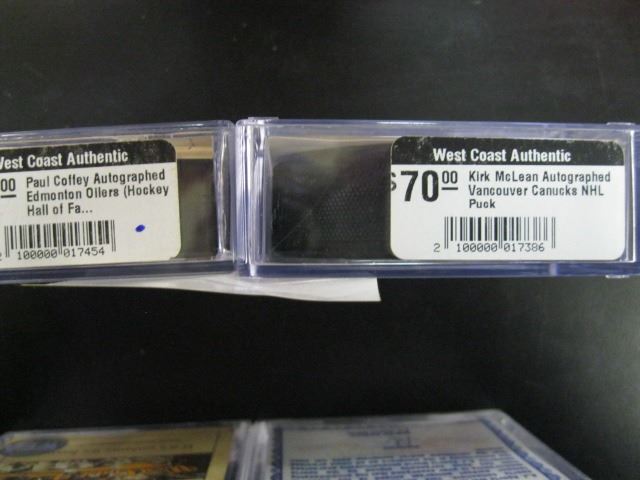 West Coast Authentic
00 Paul Coffey Autographed
Edmonton Oilers (Hockey
Hall of Fa...
2 100000 017454
West Coast Authentic
$70.00 Kirk McLean Autographed
Vancouver Canucks NHL
Puck
2 100000 017386